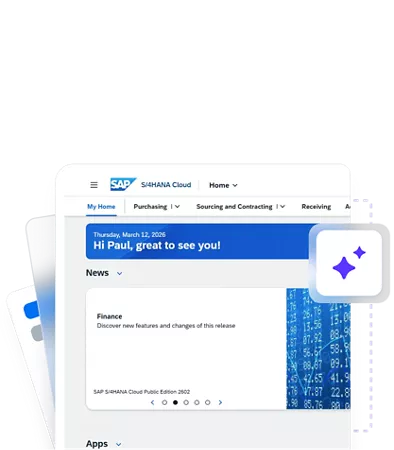 SAP S/4HANA Cloud Home
My Home Purchasing Sourcing and Contracting Receiving
Thursday, March 12, 2026
Hi Paul, great to see you!
News
Finance
Discover new features and changes of this release
SAP S/4HANA Cloud Public Edition 2602
Apps